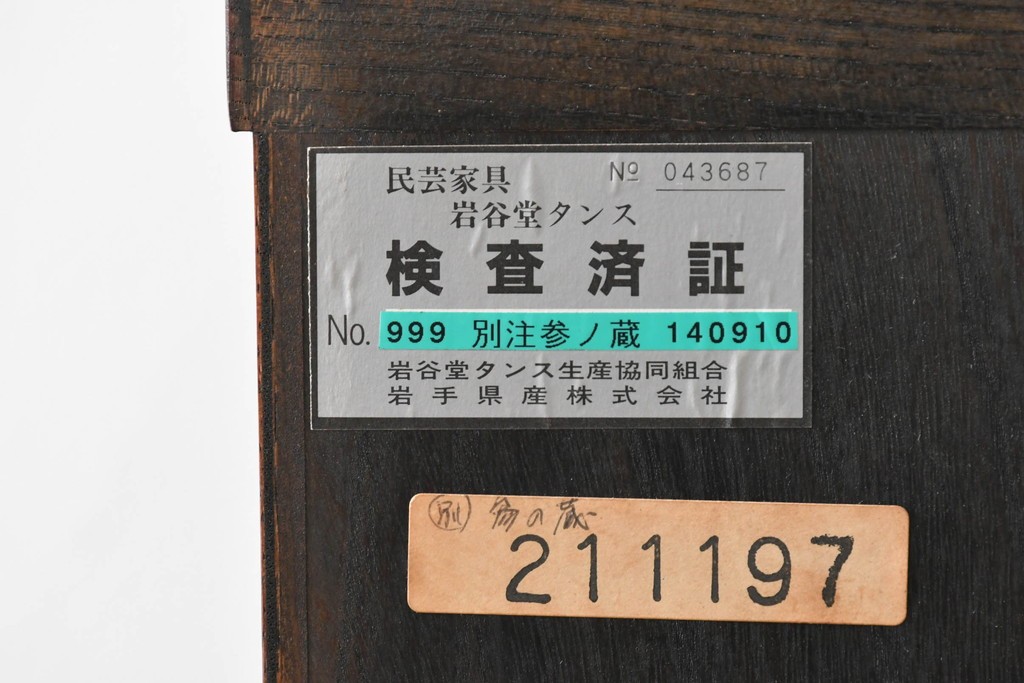 民芸家具 № 043687
岩谷堂タンス
検査済証
No. 999 別注参ノ蔵 140910
岩谷堂タンス生産協同組合
岩手県産株式会社
別 の蔵
211197